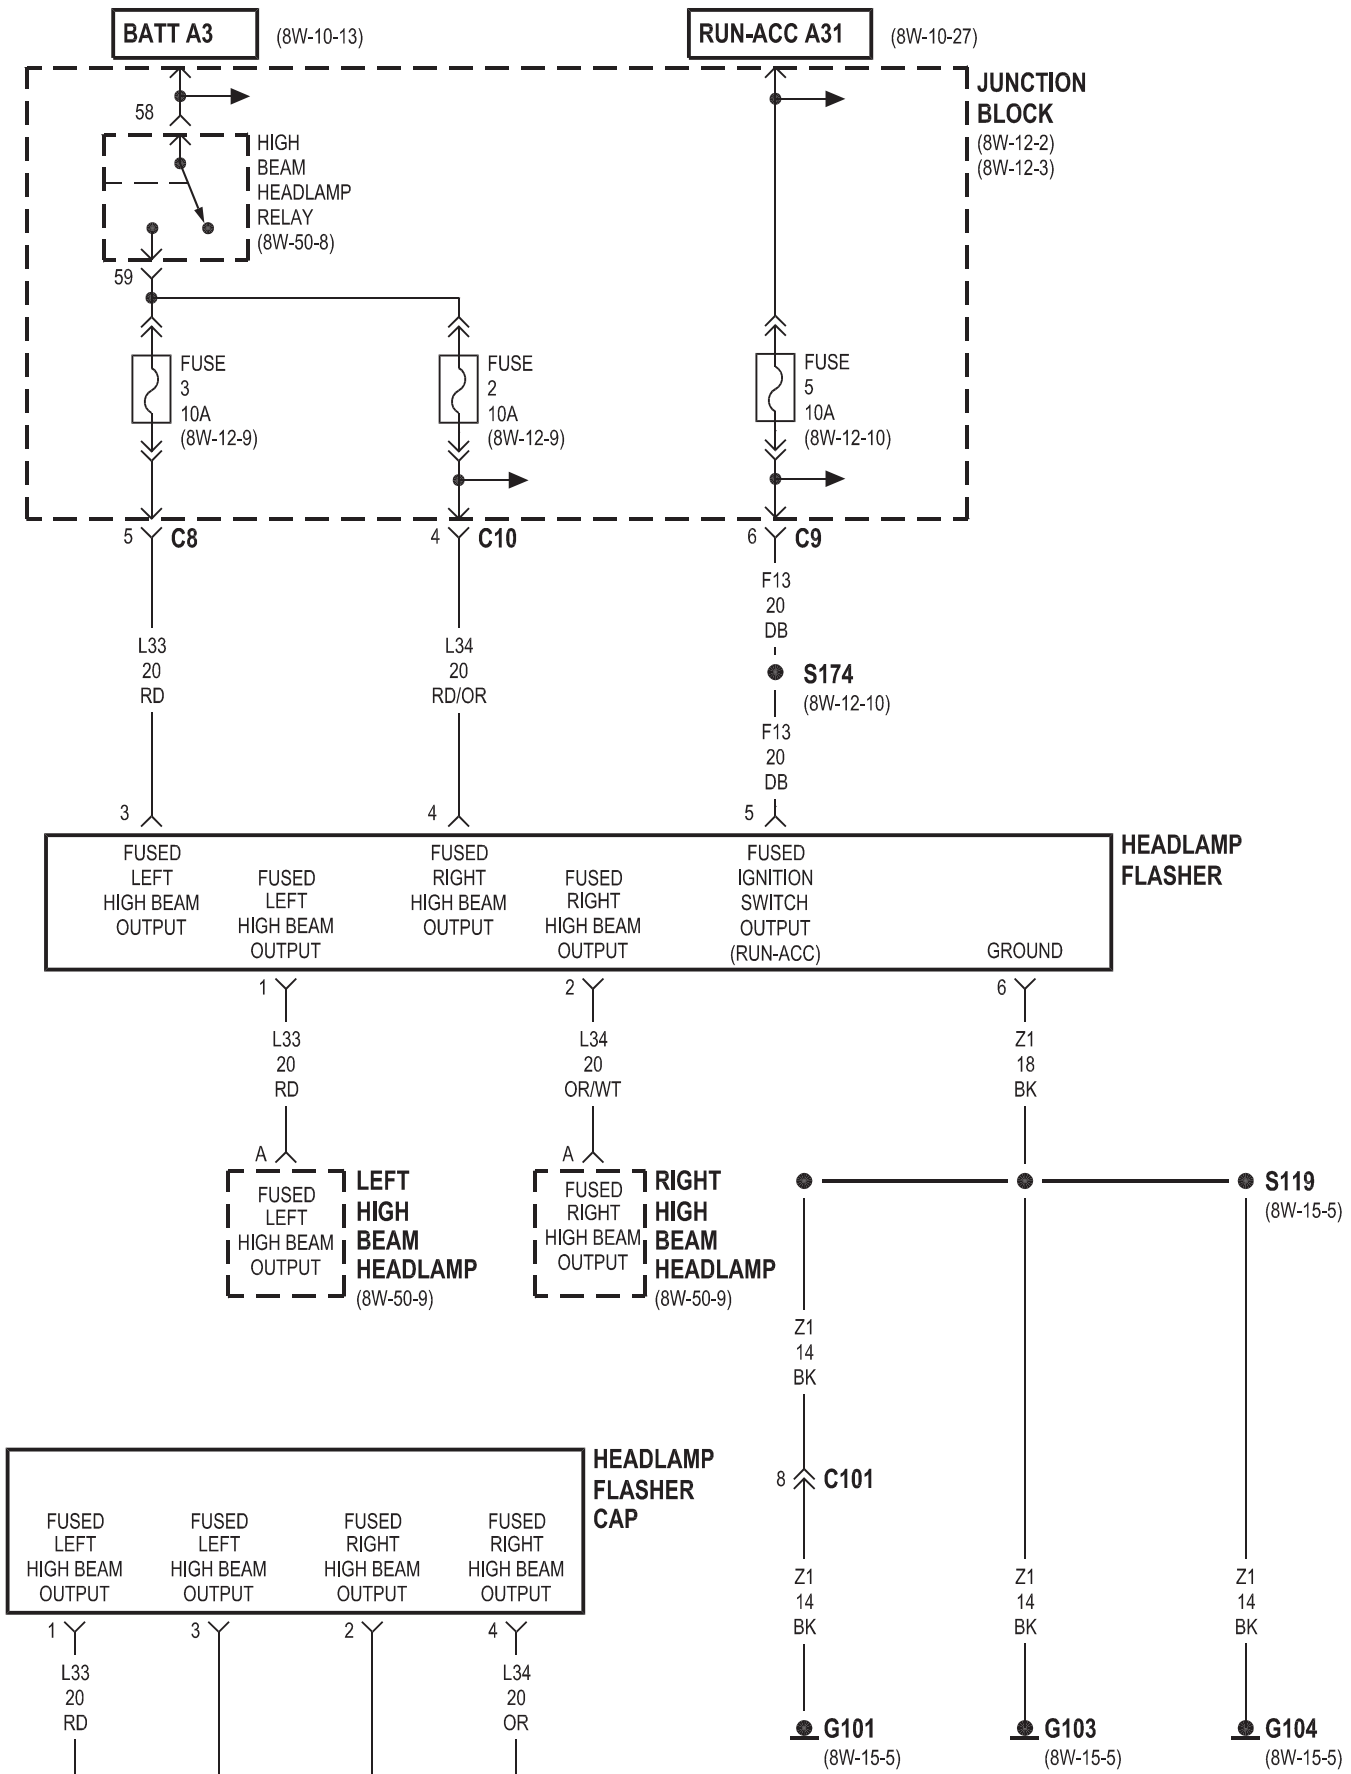 BATT A3
(8W-10-13)
RUN-ACC A31
(8W-10-27)
JUNCTION
BLOCK
(8W-12-2)
(8W-12-3)
58
HIGH
BEAM
HEADLAMP
RELAY
(8W-50-8)
59
FUSE
3
10A
(8W-12-9)
FUSE
2
10A
(8W-12-9)
FUSE
5
10A
(8W-12-10)
5
C8
4
C10
6
C9
L33
20
RD
L34
20
RD/OR
F13
20
DB
S174
(8W-12-10)
F13
20
DB
3
4
5
HEADLAMP
FLASHER
FUSED
LEFT
HIGH BEAM
OUTPUT
FUSED
LEFT
HIGH BEAM
OUTPUT
FUSED
RIGHT
HIGH BEAM
OUTPUT
FUSED
RIGHT
HIGH BEAM
OUTPUT
FUSED
IGNITION
SWITCH
OUTPUT
(RUN-ACC)
GROUND
1
2
6
L33
20
RD
L34
20
OR/WT
Z1
18
BK
A
FUSED
LEFT
HIGH BEAM
OUTPUT
LEFT
HIGH
BEAM
HEADLAMP
(8W-50-9)
A
FUSED
RIGHT
HIGH BEAM
OUTPUT
RIGHT
HIGH
BEAM
HEADLAMP
(8W-50-9)
S119
(8W-15-5)
Z1
14
BK
8
C101
HEADLAMP
FLASHER
CAP
FUSED
LEFT
HIGH BEAM
OUTPUT
FUSED
LEFT
HIGH BEAM
OUTPUT
FUSED
RIGHT
HIGH BEAM
OUTPUT
FUSED
RIGHT
HIGH BEAM
OUTPUT
Z1
14
BK
Z1
14
BK
Z1
14
BK
1
3
2
4
L33
20
RD
L34
20
OR
G101
(8W-15-5)
G103
(8W-15-5)
G104
(8W-15-5)